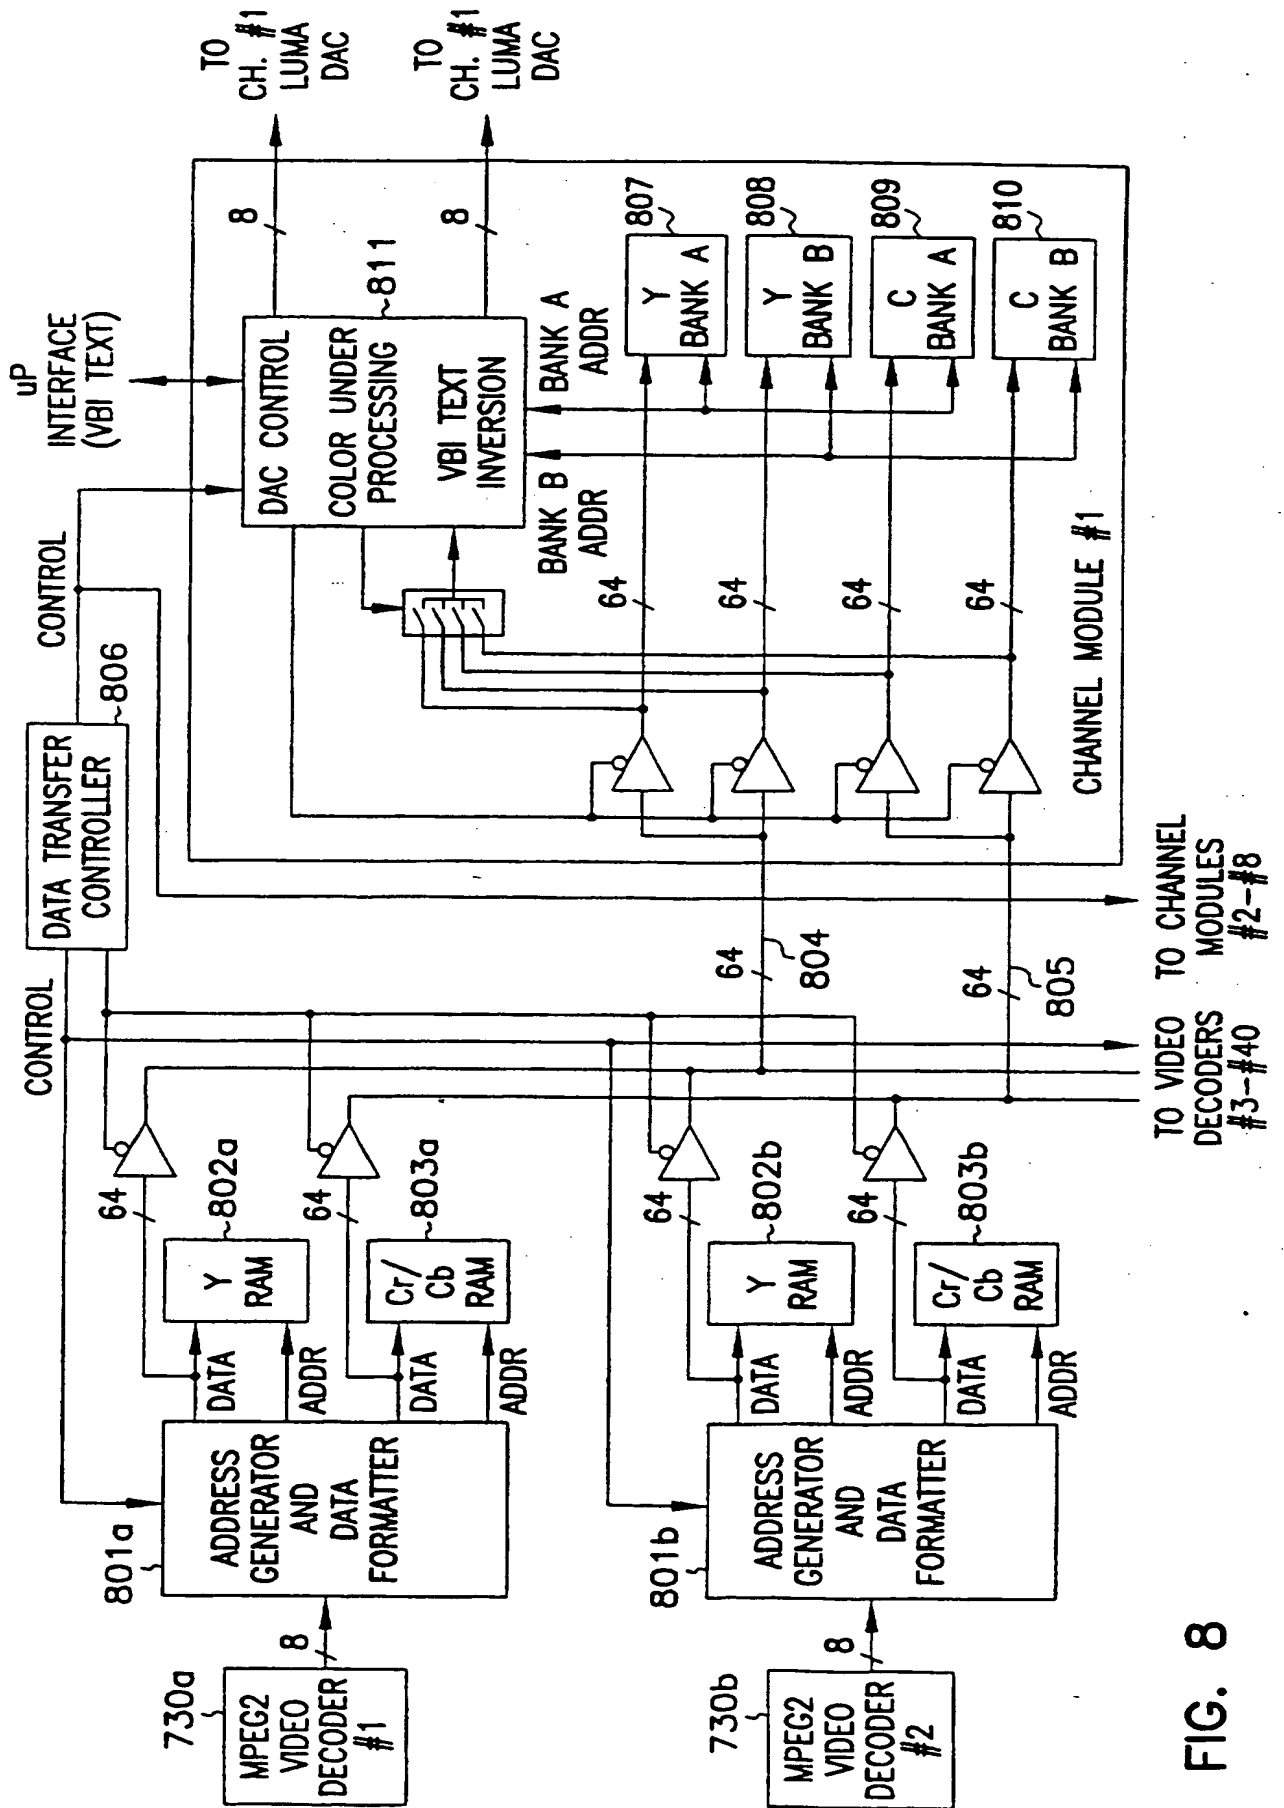 MPEG2
VIDEO
DECODER
#1
730a
8
ADDRESS
GENERATOR
AND
DATA
FORMATTER
801a
DATA
ADDR
DATA
ADDR
Y
RAM
802a
Cr/
Cb
RAM
803a
64
64
CONTROL
DATA TRANSFER
CONTROLLER
806
CONTROL
uP
INTERFACE
(VBI TEXT)
MPEG2
VIDEO
DECODER
#2
730b
8
ADDRESS
GENERATOR
AND
DATA
FORMATTER
801b
DATA
ADDR
DATA
ADDR
Y
RAM
802b
Cr/
Cb
RAM
803b
64
64
64
804
64
805
TO VIDEO
DECODERS
#3-#40
TO CHANNEL
MODULES
#2-#8
DAC CONTROL
COLOR UNDER
PROCESSING
VBI TEXT
INVERSION
811
BANK B
ADDR
BANK A
ADDR
64
64
64
64
Y
BANK A
807
Y
BANK B
808
C
BANK A
809
C
BANK B
810
CHANNEL MODULE #1
8
8
TO
CH. #1
LUMA
DAC
TO
CH. #1
LUMA
DAC
FIG. 8